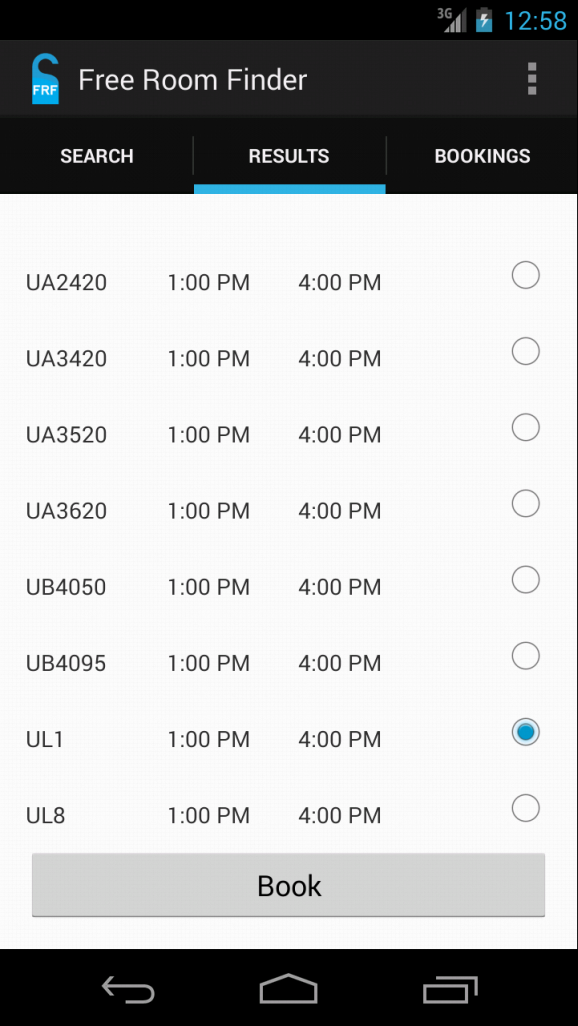 3G 12:58
FRF Free Room Finder
SEARCH RESULTS BOOKINGS
UA2420 1:00 PM 4:00 PM
UA3420 1:00 PM 4:00 PM
UA3520 1:00 PM 4:00 PM
UA3620 1:00 PM 4:00 PM
UB4050 1:00 PM 4:00 PM
UB4095 1:00 PM 4:00 PM
UL1 1:00 PM 4:00 PM
UL8 1:00 PM 4:00 PM
Book